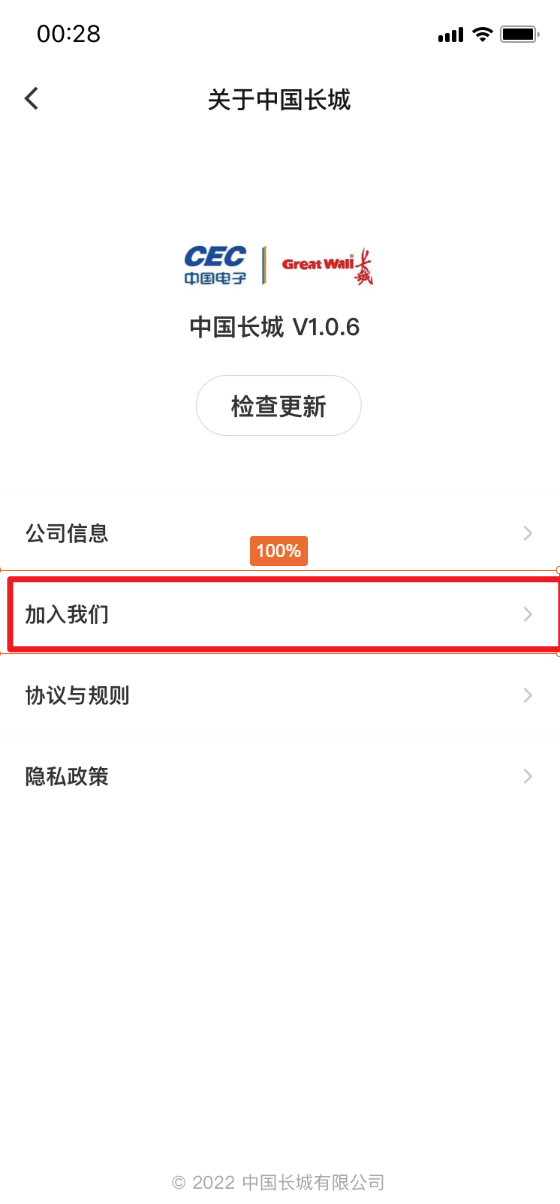 00:28
关于中国长城
CEC
中国电子
Great Wall 长城
中国长城 V1.0.6
检查更新
公司信息
100%
加入我们
协议与规则
隐私政策
© 2022 中国长城有限公司